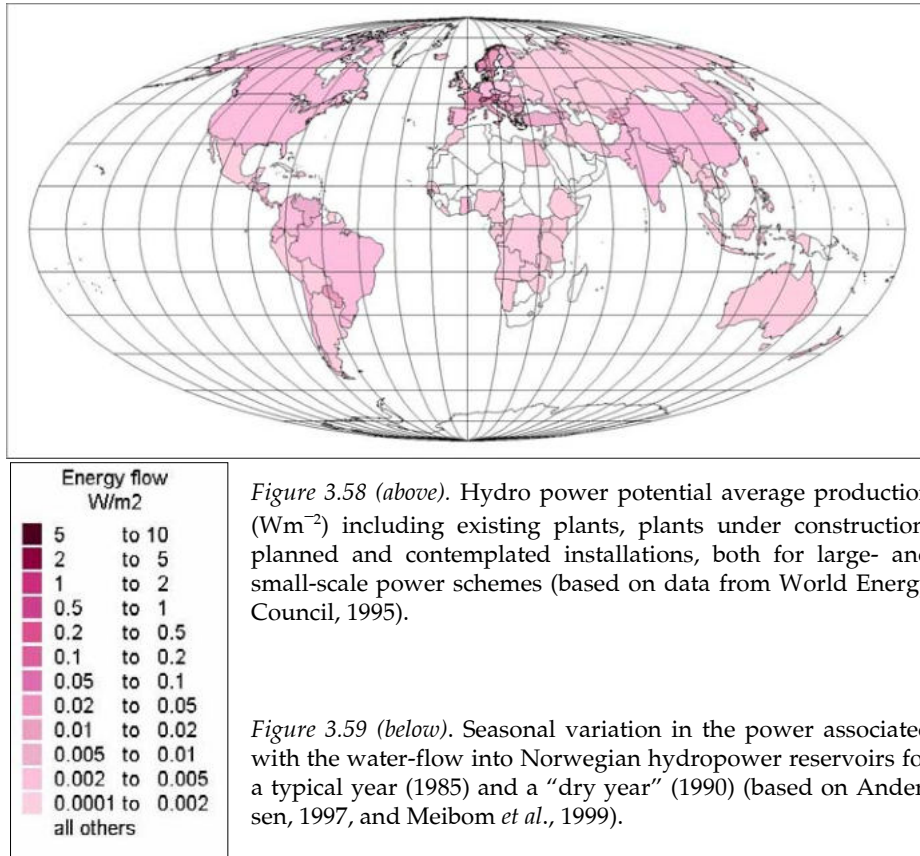 Energy flow
W/m2
5 to 10
2 to 5
1 to 2
0.5 to 1
0.2 to 0.5
0.1 to 0.2
0.05 to 0.1
0.02 to 0.05
0.01 to 0.02
0.005 to 0.01
0.002 to 0.005
0.0001 to 0.002
all others
Figure 3.58 (above). Hydro power potential average production
(Wm⁻²) including existing plants, plants under construction
planned and contemplated installations, both for large- and
small-scale power schemes (based on data from World Energ
Council, 1995).
Figure 3.59 (below). Seasonal variation in the power associated
with the water-flow into Norwegian hydropower reservoirs fo
a typical year (1985) and a “dry year” (1990) (based on Ander
sen, 1997, and Meibom et al., 1999).